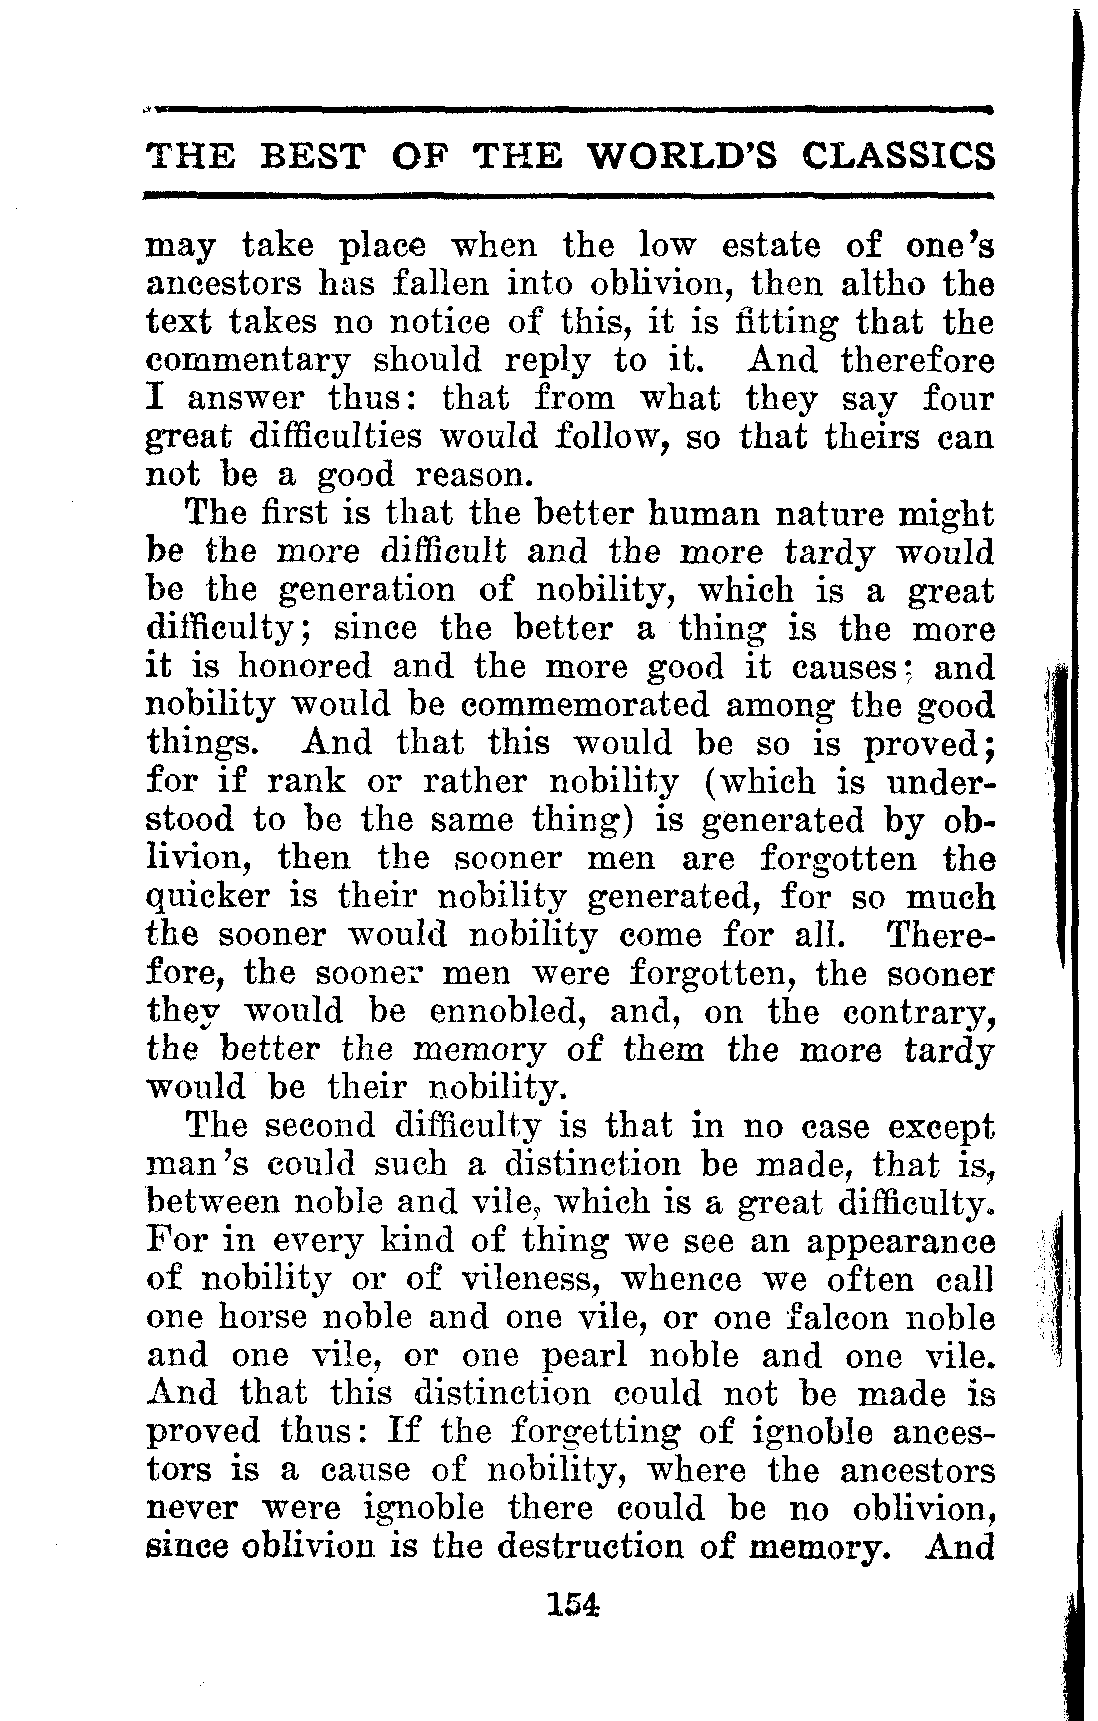 THE BEST OF THE WORLD'S CLASSICS
may take place when the low estate of one's
ancestors has fallen into oblivion, then altho the
text takes no notice of this, it is fitting that the
commentary should reply to it. And therefore
I answer thus: that from what they say four
great difficulties would follow, so that theirs can
not be a good reason.
The first is that the better human nature might
be the more difficult and the more tardy would
be the generation of nobility, which is a great
difficulty; since the better a thing is the more
it is honored and the more good it causes; and
nobility would be commemorated among the good
things. And that this would be so is proved;
for if rank or rather nobility (which is under-
stood to be the same thing) is generated by ob-
livion, then the sooner men are forgotten the
quicker is their nobility generated, for so much
the sooner would nobility come for all. There-
fore, the sooner men were forgotten, the sooner
they would be ennobled, and, on the contrary,
the better the memory of them the more tardy
would be their nobility.
The second difficulty is that in no case except
man's could such a distinction be made, that is,
between noble and vile, which is a great difficulty.
For in every kind of thing we see an appearance
of nobility or of vileness, whence we often call
one horse noble and one vile, or one falcon noble
and one vile, or one pearl noble and one vile.
And that this distinction could not be made is
proved thus: If the forgetting of ignoble ances-
tors is a cause of nobility, where the ancestors
never were ignoble there could be no oblivion,
since oblivion is the destruction of memory. And
154